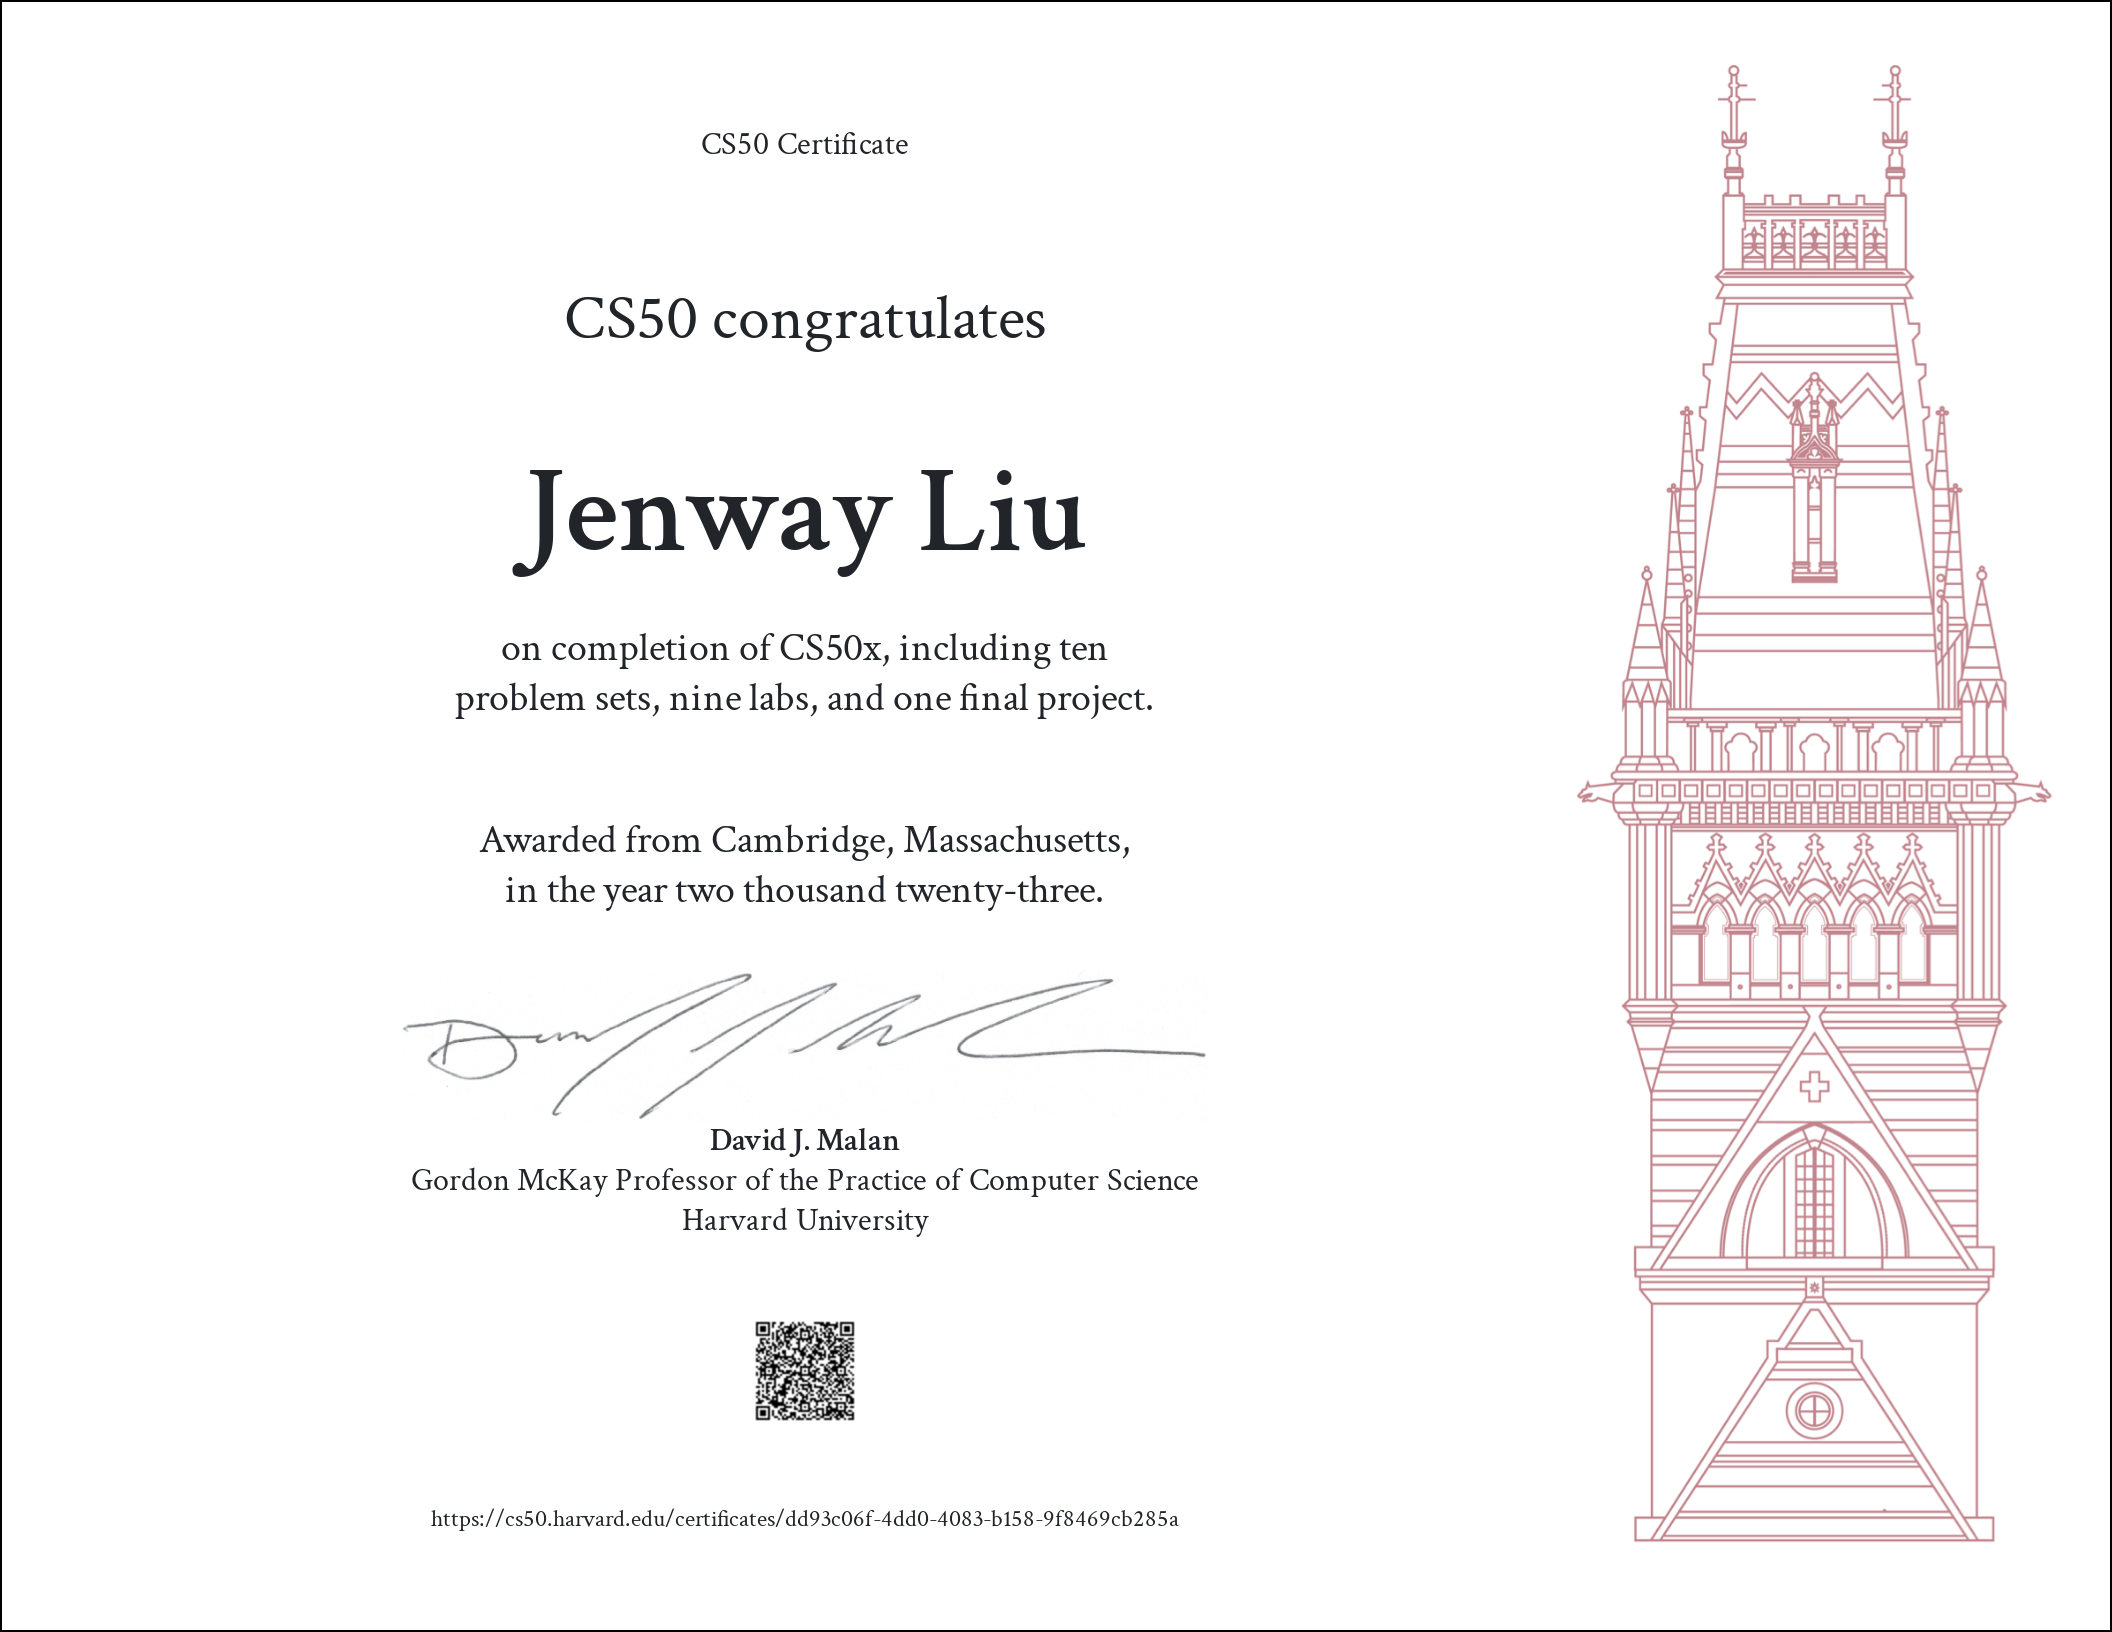 CS50 Certificate
CS50 congratulates
Jenway Liu
on completion of CS50x, including ten
problem sets, nine labs, and one final project.
Awarded from Cambridge, Massachusetts,
in the year two thousand twenty-three.
David J. Malan
Gordon McKay Professor of the Practice of Computer Science
Harvard University
https://cs50.harvard.edu/certificates/dd93c06f-4dd0-4083-b158-9f8469cb285a